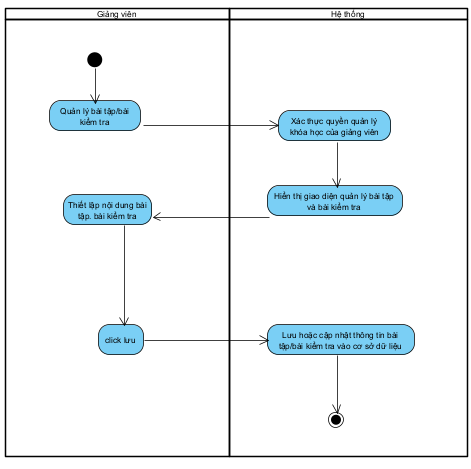 Giảng viên
Hệ thống
Quản lý bài tập/bài
kiểm tra
Xác thực quyền quản lý
khóa học của giảng viên
Hiển thị giao diện quản lý bài tập
và bài kiểm tra
Thiết lập nội dung bài
tập. bài kiểm tra
click lưu
Lưu hoặc cập nhật thông tin bài
tập/bài kiểm tra vào cơ sở dữ liệu